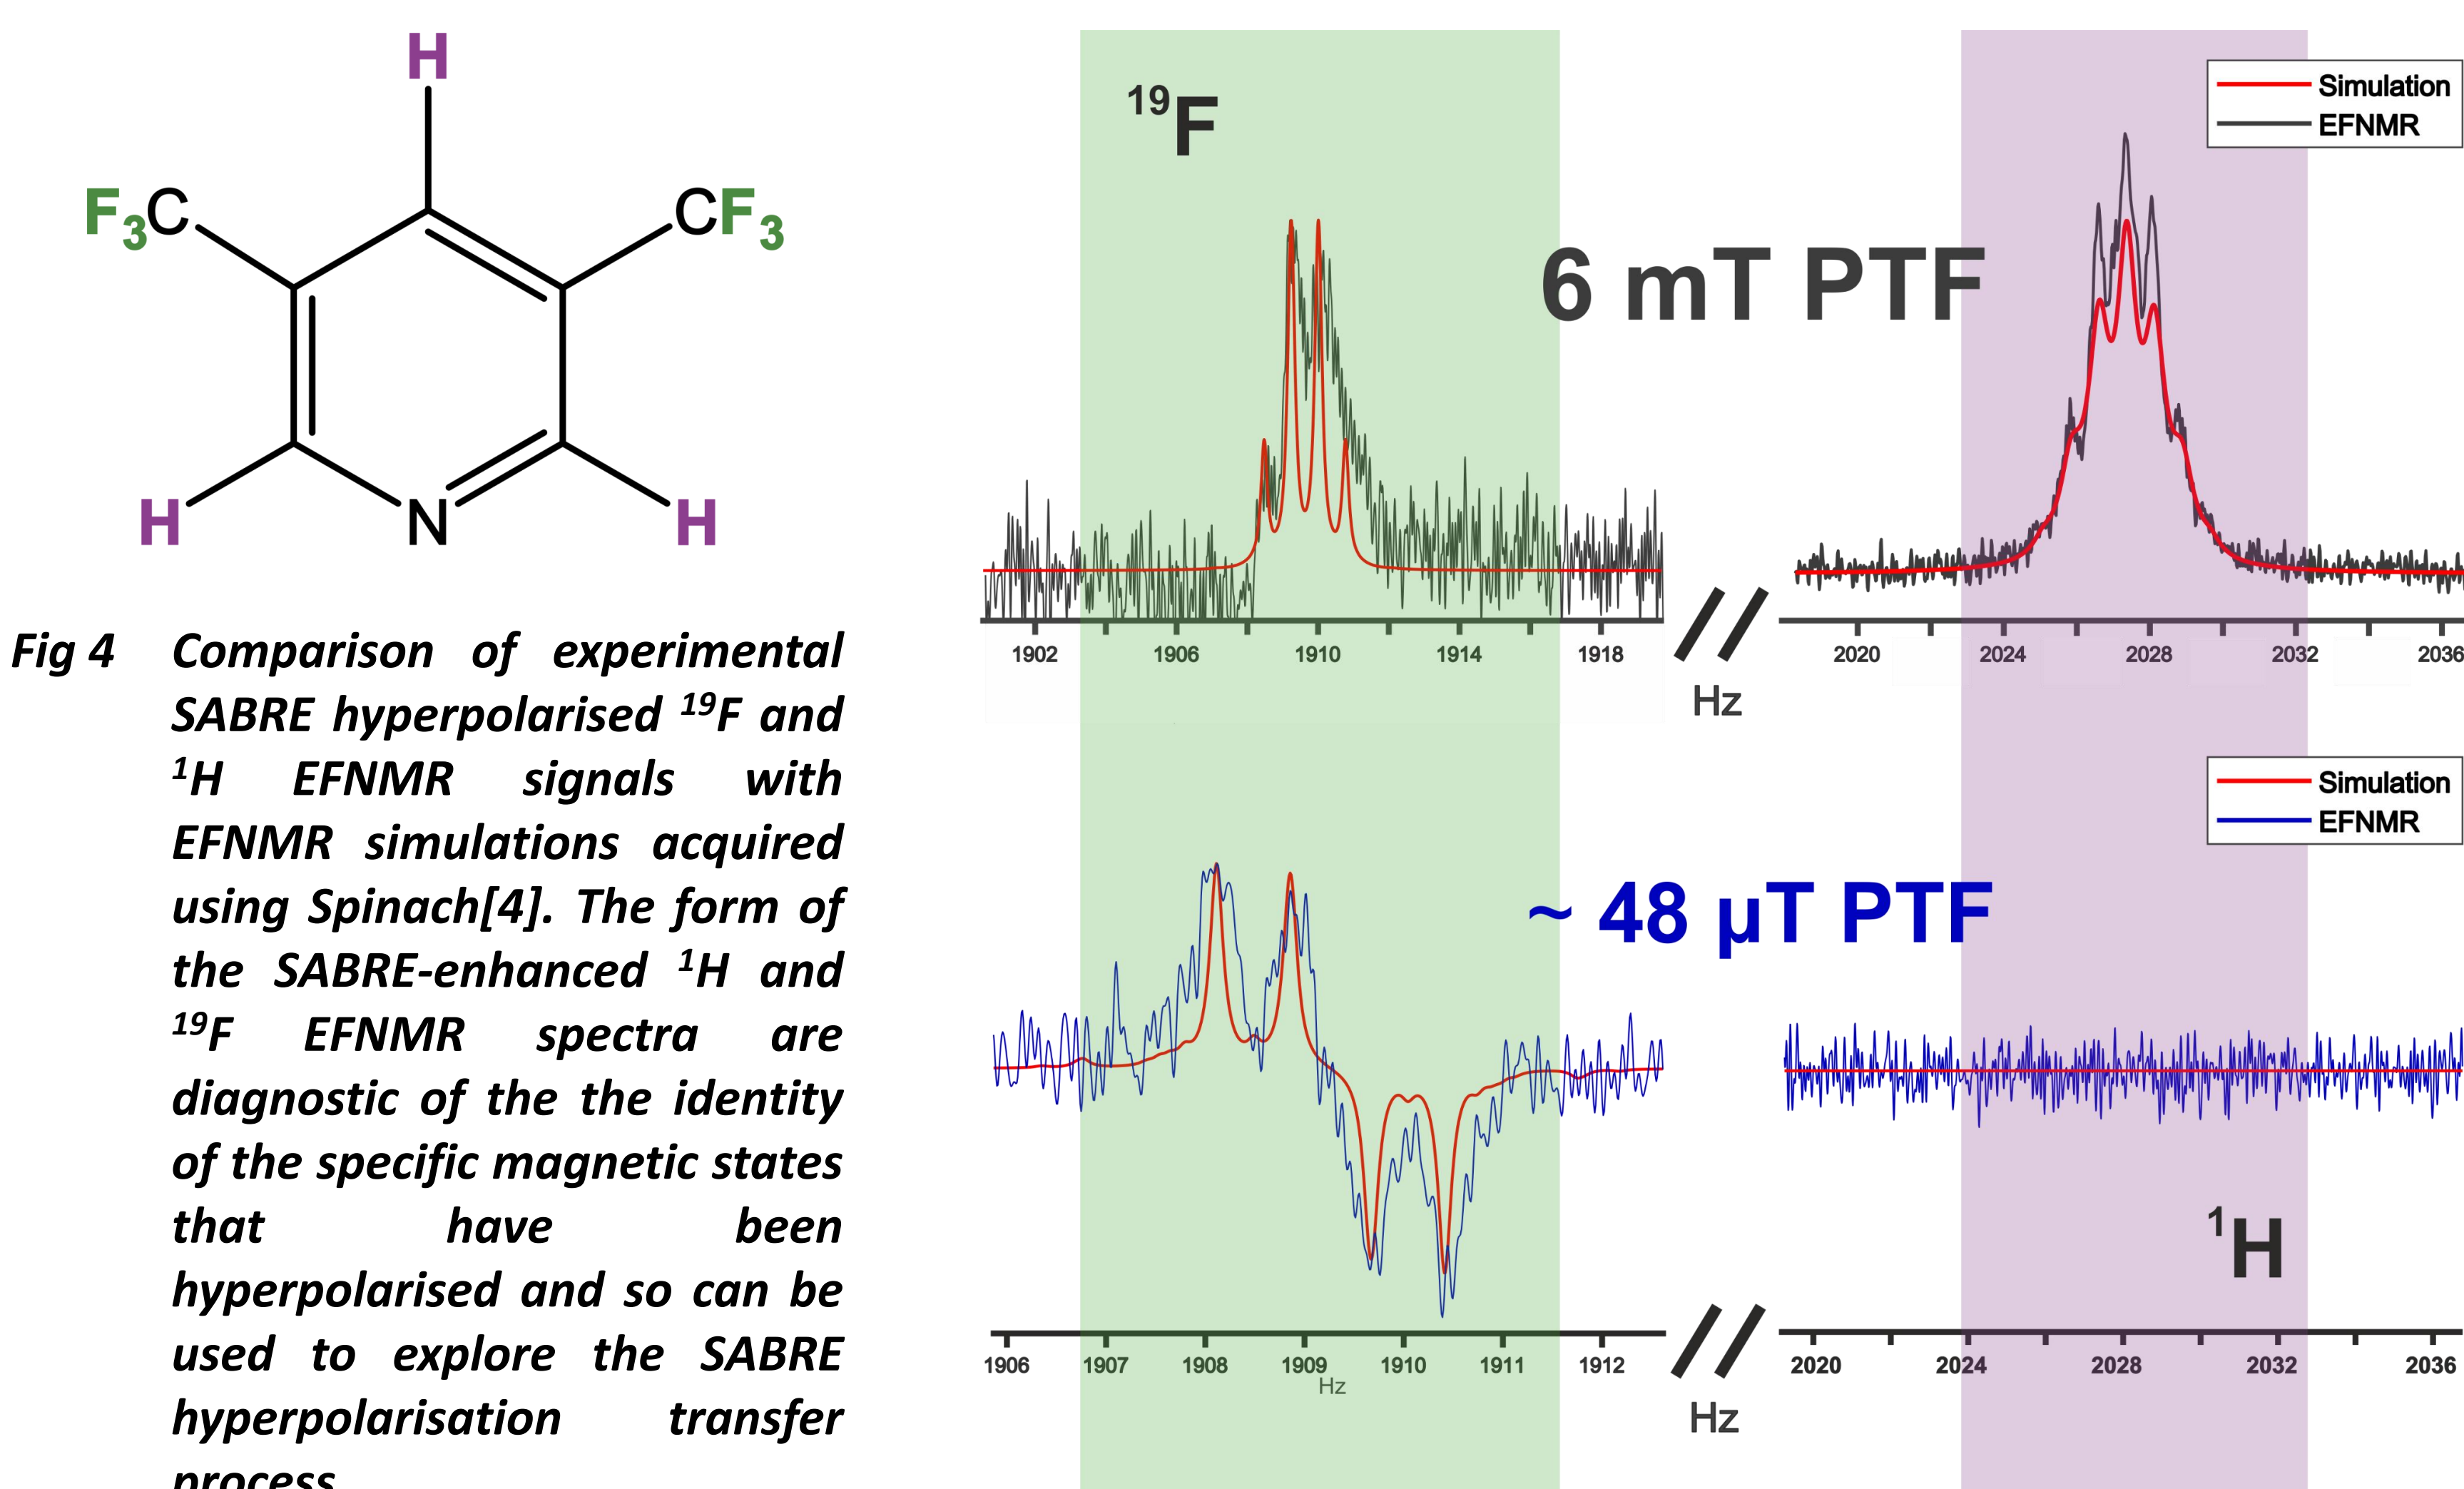 H
F3C
CF3
H
N
H
Fig 4 Comparison of experimental
SABRE hyperpolarised 19F and
1H EFNMR signals with
EFNMR simulations acquired
using Spinach[4]. The form of
the SABRE-enhanced 1H and
19F EFNMR spectra are
diagnostic of the the identity
of the specific magnetic states
that have been
hyperpolarised and so can be
used to explore the SABRE
hyperpolarisation transfer
process
19F
Simulation
EFNMR
6 mT PTF
1902 1906 1910 1914 1918
2020 2024 2028 2032 2036
Hz
Simulation
EFNMR
~ 48 µT PTF
1H
1906 1907 1908 1909 1910 1911 1912
2020 2024 2028 2032 2036
Hz
Hz